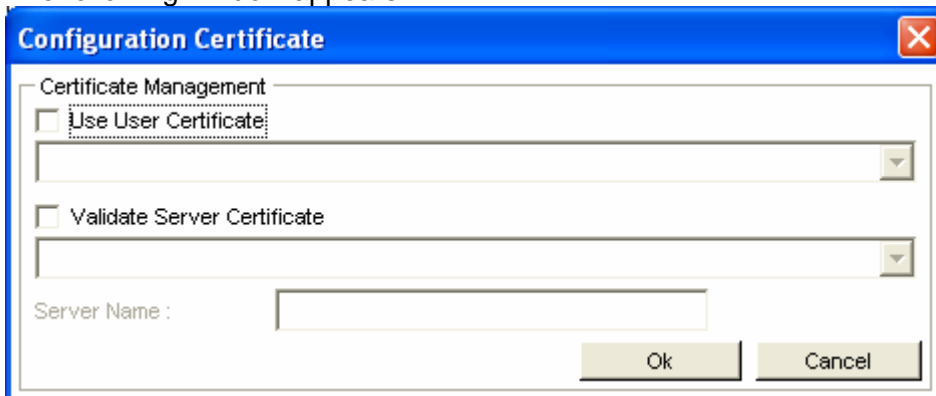 Configuration Certificate
Certificate Management
Use User Certificate
Validate Server Certificate
Server Name :
Ok Cancel